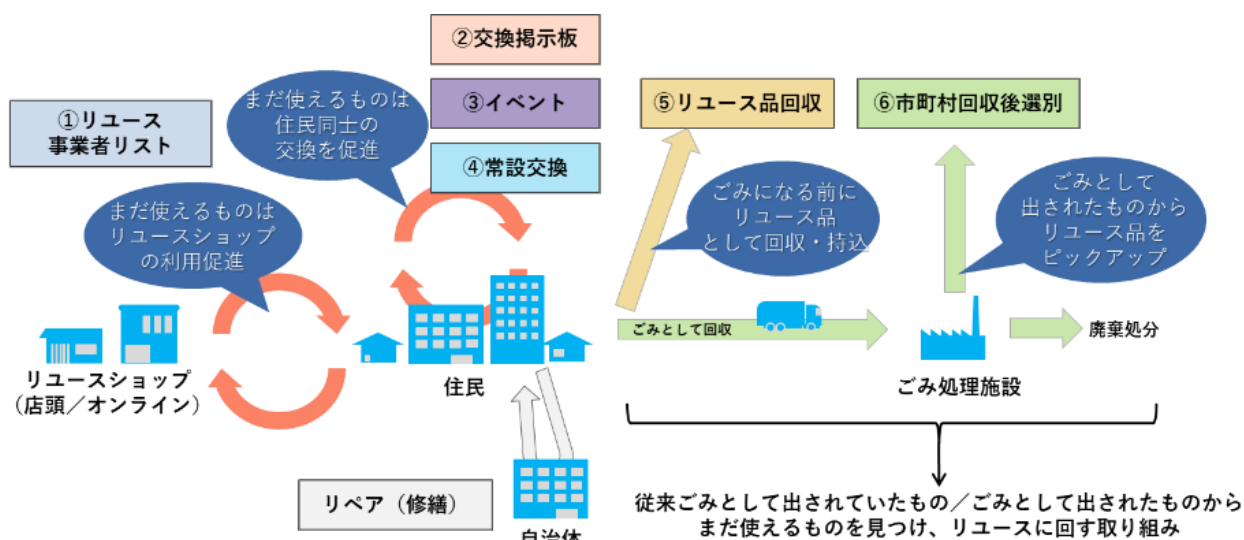 ①リユース
事業者リスト
まだ使えるものは
リユースショップ
の利用促進
まだ使えるものは
住民同士の
交換を促進
②交換掲示板
③イベント
④常設交換
⑤リユース品回収
⑥市町村回収後選別
ごみになる前に
リユース品
として回収・持込
ごみとして
出されたものから
リユース品を
ピックアップ
ごみとして回収
廃棄処分
リユースショップ
（店頭／オンライン）
住民
ごみ処理施設
リペア（修繕）
自治体
従来ごみとして出されていたもの／ごみとして出されたものから
まだ使えるものを見つけ、リユースに回す取り組み